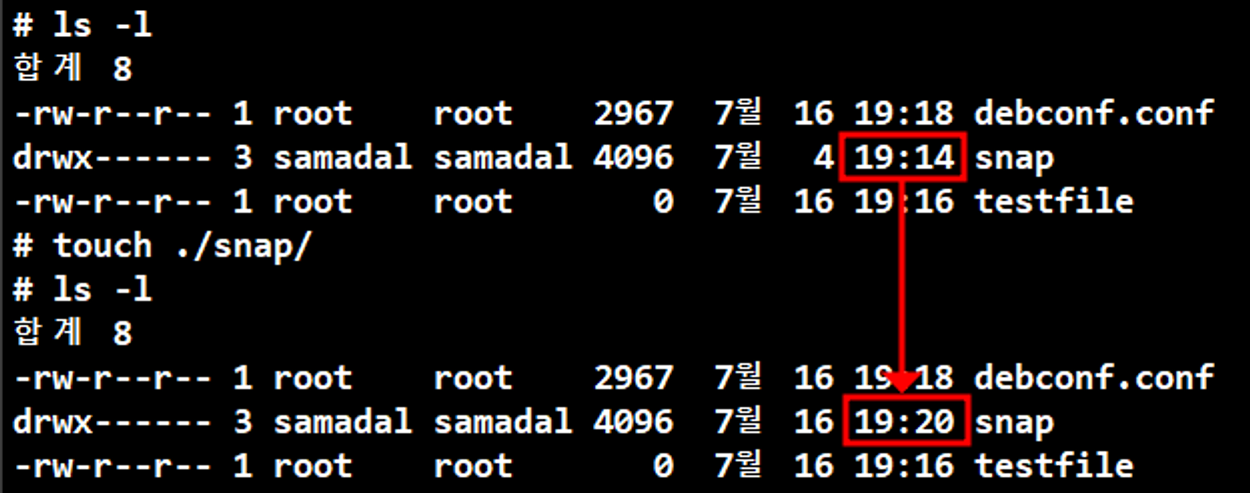 # ls -l
합계 8
-rw-r--r-- 1 root    root    2967  7월  16 19:18 debconf.conf
drwx------ 3 samadal samadal 4096  7월   4 19:14 snap
-rw-r--r-- 1 root    root       0  7월  16 19:16 testfile
# touch ./snap/
# ls -l
합계 8
-rw-r--r-- 1 root    root    2967  7월  16 19:18 debconf.conf
drwx------ 3 samadal samadal 4096  7월  16 19:20 snap
-rw-r--r-- 1 root    root       0  7월  16 19:16 testfile